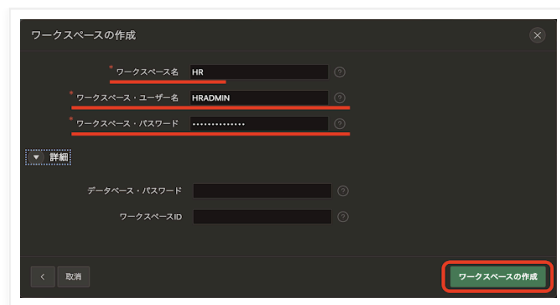 ワークスペースの作成
* ワークスペース名 HR
* ワークスペース・ユーザー名 HRADMIN
* ワークスペース・パスワード ·············
詳細
データベース・パスワード
ワークスペースID
取消 ワークスペースの作成